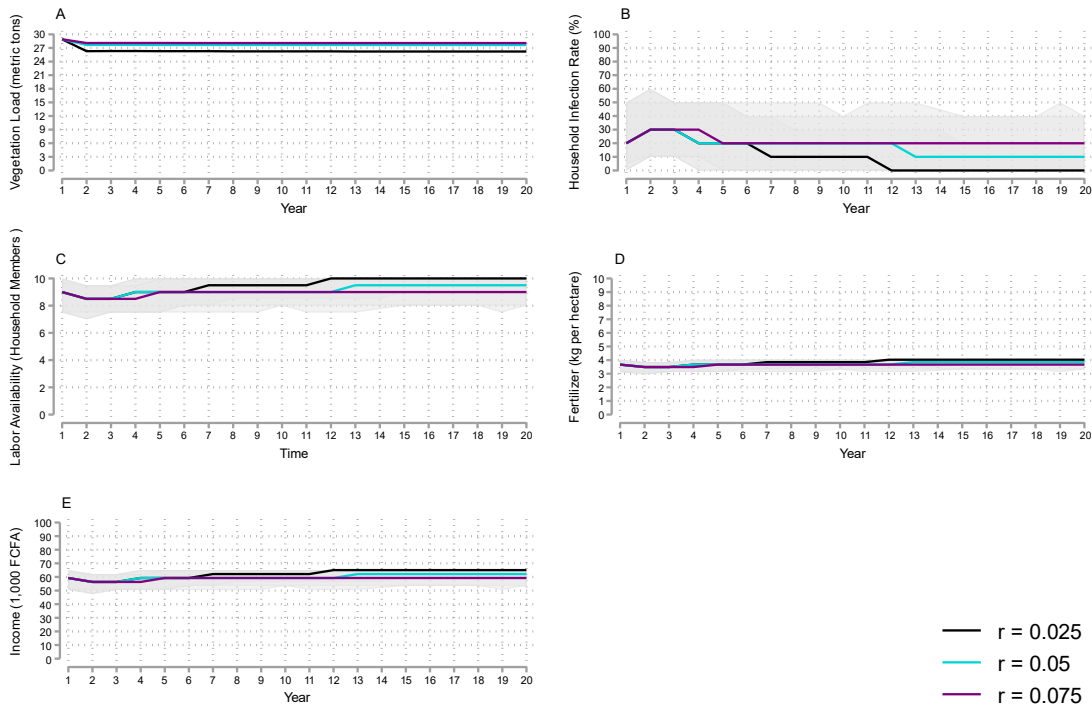 A
Vegetation Load (metric tons)
30
27
24
21
18
15
12
9
6
3
0
1 2 3 4 5 6 7 8 9 10 11 12 13 14 15 16 17 18 19 20
Year
B
Household Infection Rate (%)
100
90
80
70
60
50
40
30
20
10
0
1 2 3 4 5 6 7 8 9 10 11 12 13 14 15 16 17 18 19 20
Year
C
Labor Availability (Household Members )
10
8
6
4
2
0
1 2 3 4 5 6 7 8 9 10 11 12 13 14 15 16 17 18 19 20
Time
D
Fertilizer (kg per hectare)
10
9
8
7
6
5
4
3
2
1
0
1 2 3 4 5 6 7 8 9 10 11 12 13 14 15 16 17 18 19 20
Year
E
Income (1,000 FCFA)
100
90
80
70
60
50
40
30
20
10
0
1 2 3 4 5 6 7 8 9 10 11 12 13 14 15 16 17 18 19 20
Year
r = 0.025
r = 0.05
r = 0.075